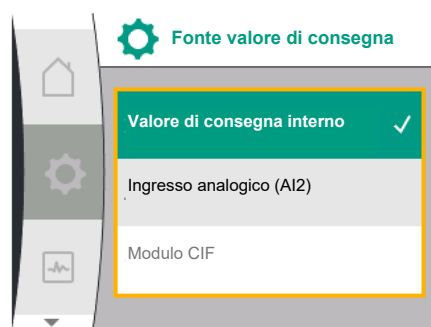 Fonte valore di consegna
Valore di consegna interno
Ingresso analogico (AI2)
Modulo CIF